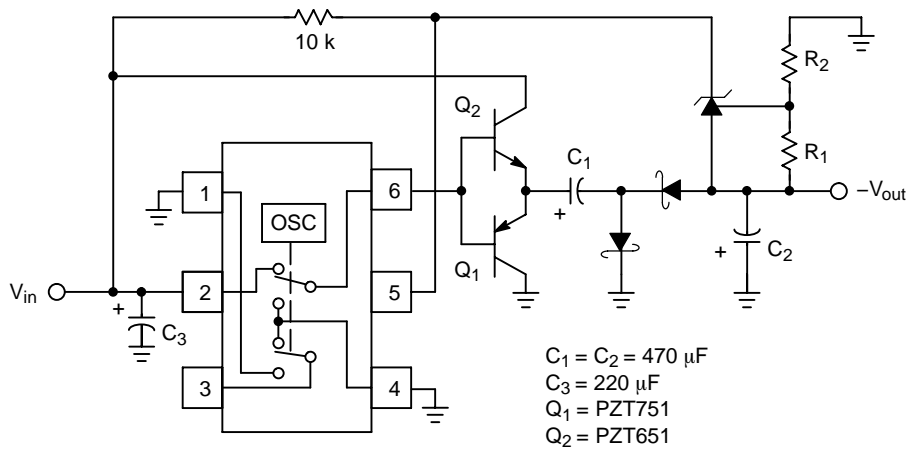 10 k
R2
Q2
R1
C1
+
1
6
OSC
–Vout
Q1
C2
+
Vin
2
5
+
C3
3
4
C1 = C2 = 470 µF
C3 = 220 µF
Q1 = PZT751
Q2 = PZT651